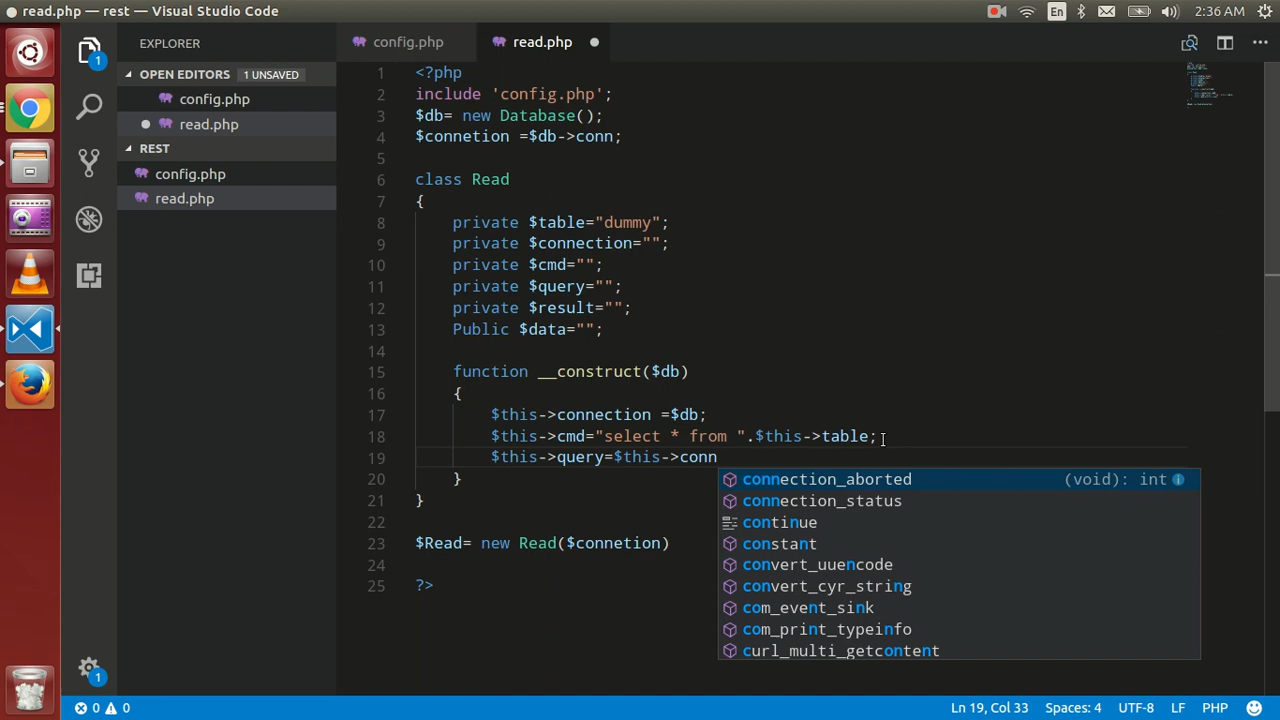 read.php — rest — Visual Studio Code
En
2:36 AM
EXPLORER
OPEN EDITORS 1 UNSAVED
config.php
read.php
REST
config.php
read.php
1
1
config.php
read.php
1 <?php
2 include 'config.php';
3 $db= new Database();
4 $connetion =$db->conn;
5
6 class Read
7 {
8 private $table="dummy";
9 private $connection="";
10 private $cmd="";
11 private $query="";
12 private $result="";
13 Public $data="";
14
15 function __construct($db)
16 {
17 $this->connection =$db;
18 $this->cmd="select * from ".$this->table;
19 $this->query=$this->conn
20 }
21 }
22
23 $Read= new Read($connetion)
24
25 ?>
connection_aborted (void): int
connection_status
continue
constant
convert_uuencode
convert_cyr_string
com_event_sink
com_print_typeinfo
curl_multi_getcontent
0 0
Ln 19, Col 33
Spaces: 4
UTF-8
LF
PHP